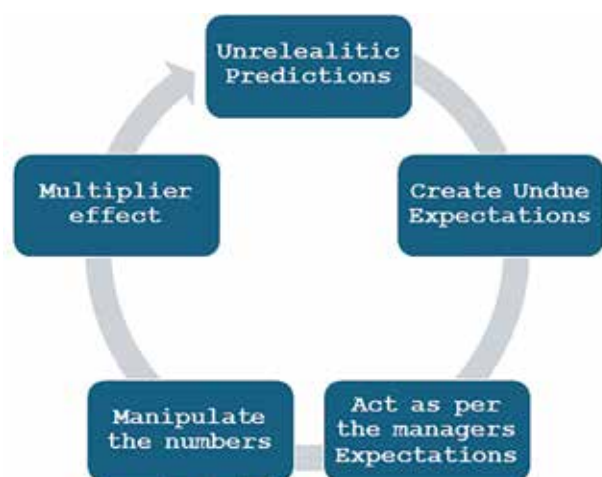 Unrelealitic
Predictions
Create Undue
Expectations
Act as per
the managers
Expectations
Manipulate
the numbers
Multiplier
effect